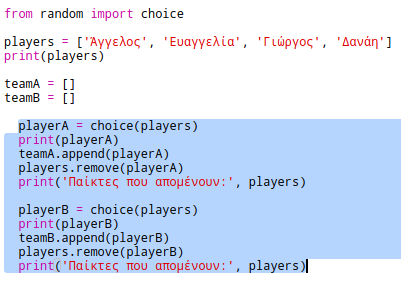 from random import choice
players = ['Άγγελος', 'Ευαγγελία', 'Γιώργος', 'Δανάη']
print(players)
teamA = []
teamB = []
playerA = choice(players)
print(playerA)
teamA.append(playerA)
players.remove(playerA)
print('Παίκτες που απομένουν:', players)
playerB = choice(players)
print(playerB)
teamB.append(playerB)
players.remove(playerB)
print('Παίκτες που απομένουν:', players)